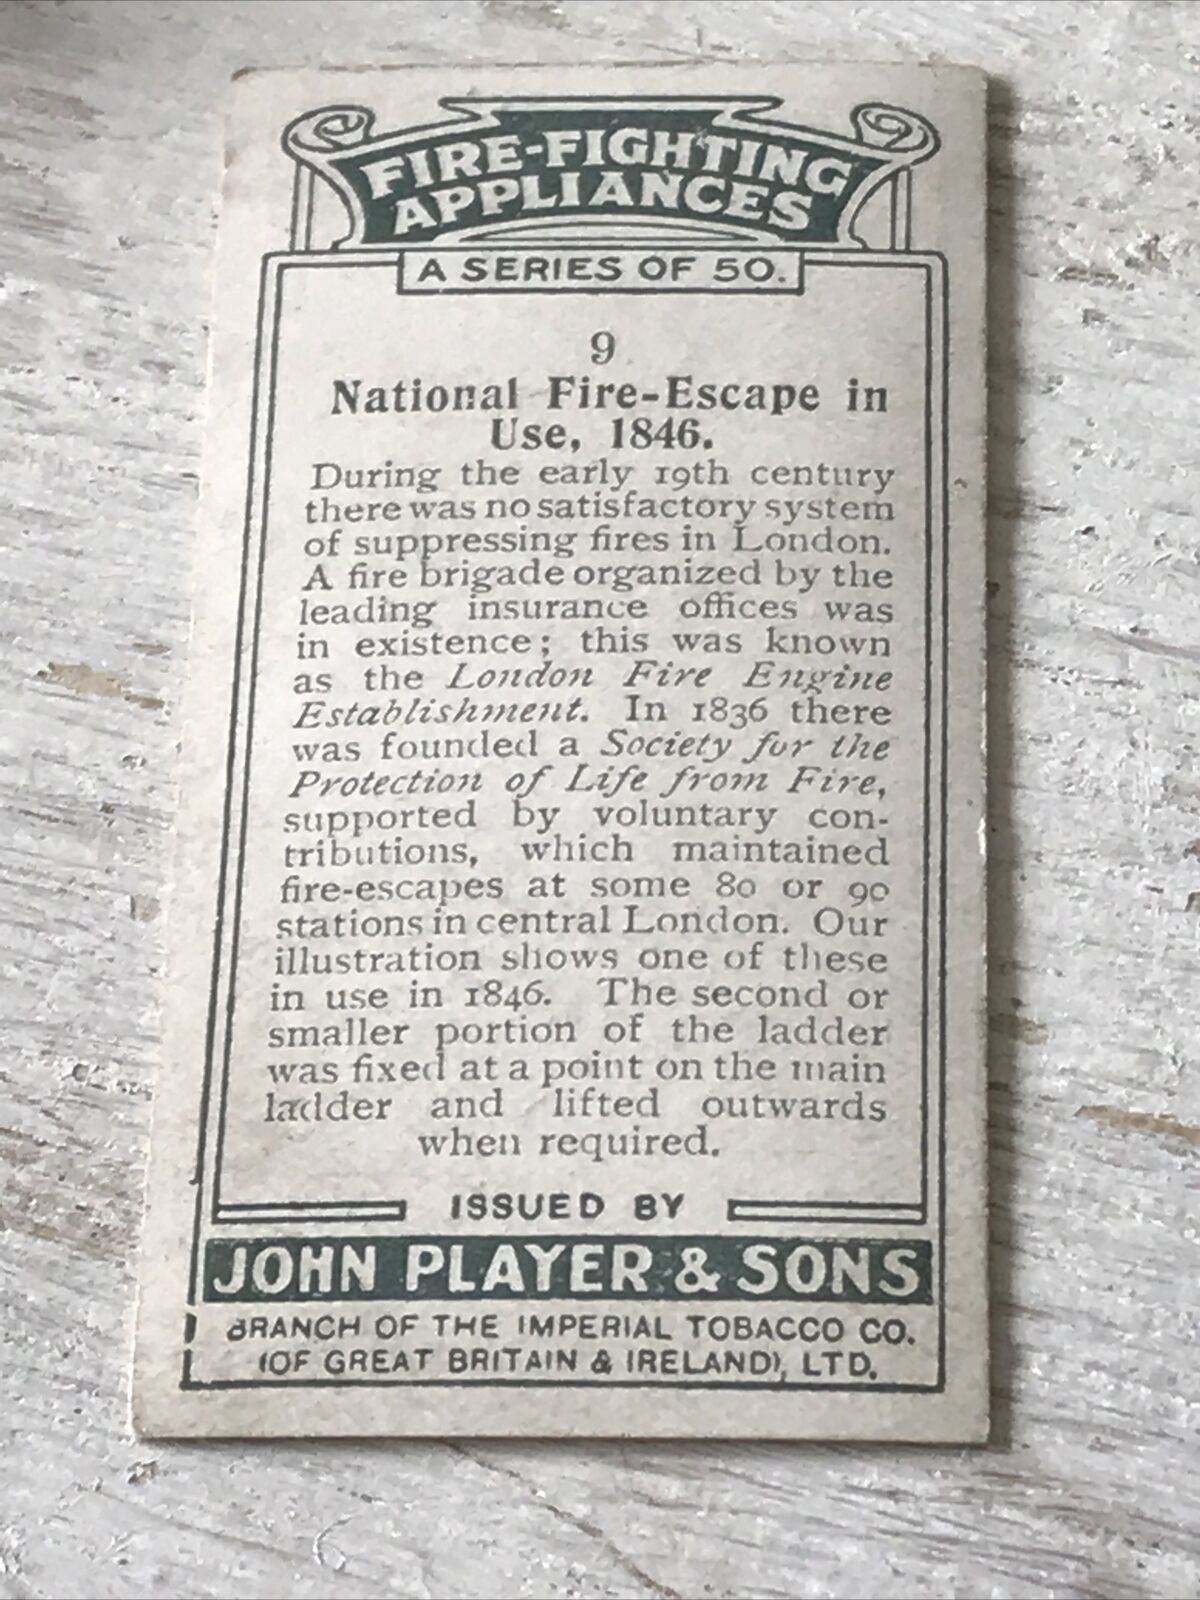 FIRE-FIGHTING
APPLIANCES
A SERIES OF 50.
9
National Fire-Escape in
Use, 1846.
During the early 19th century
there was no satisfactory system
of suppressing fires in London.
A fire brigade organized by the
leading insurance offices was
in existence; this was known
as the London Fire Engine
Establishment. In 1836 there
was founded a Society for the
Protection of Life from Fire,
supported by voluntary con-
tributions, which maintained
fire-escapes at some 80 or 90
stations in central London. Our
illustration shows one of these
in use in 1846. The second or
smaller portion of the ladder
was fixed at a point on the main
ladder and lifted outwards
when required.
ISSUED BY
JOHN PLAYER & SONS
BRANCH OF THE IMPERIAL TOBACCO CO.
(OF GREAT BRITAIN & IRELAND), LTD.